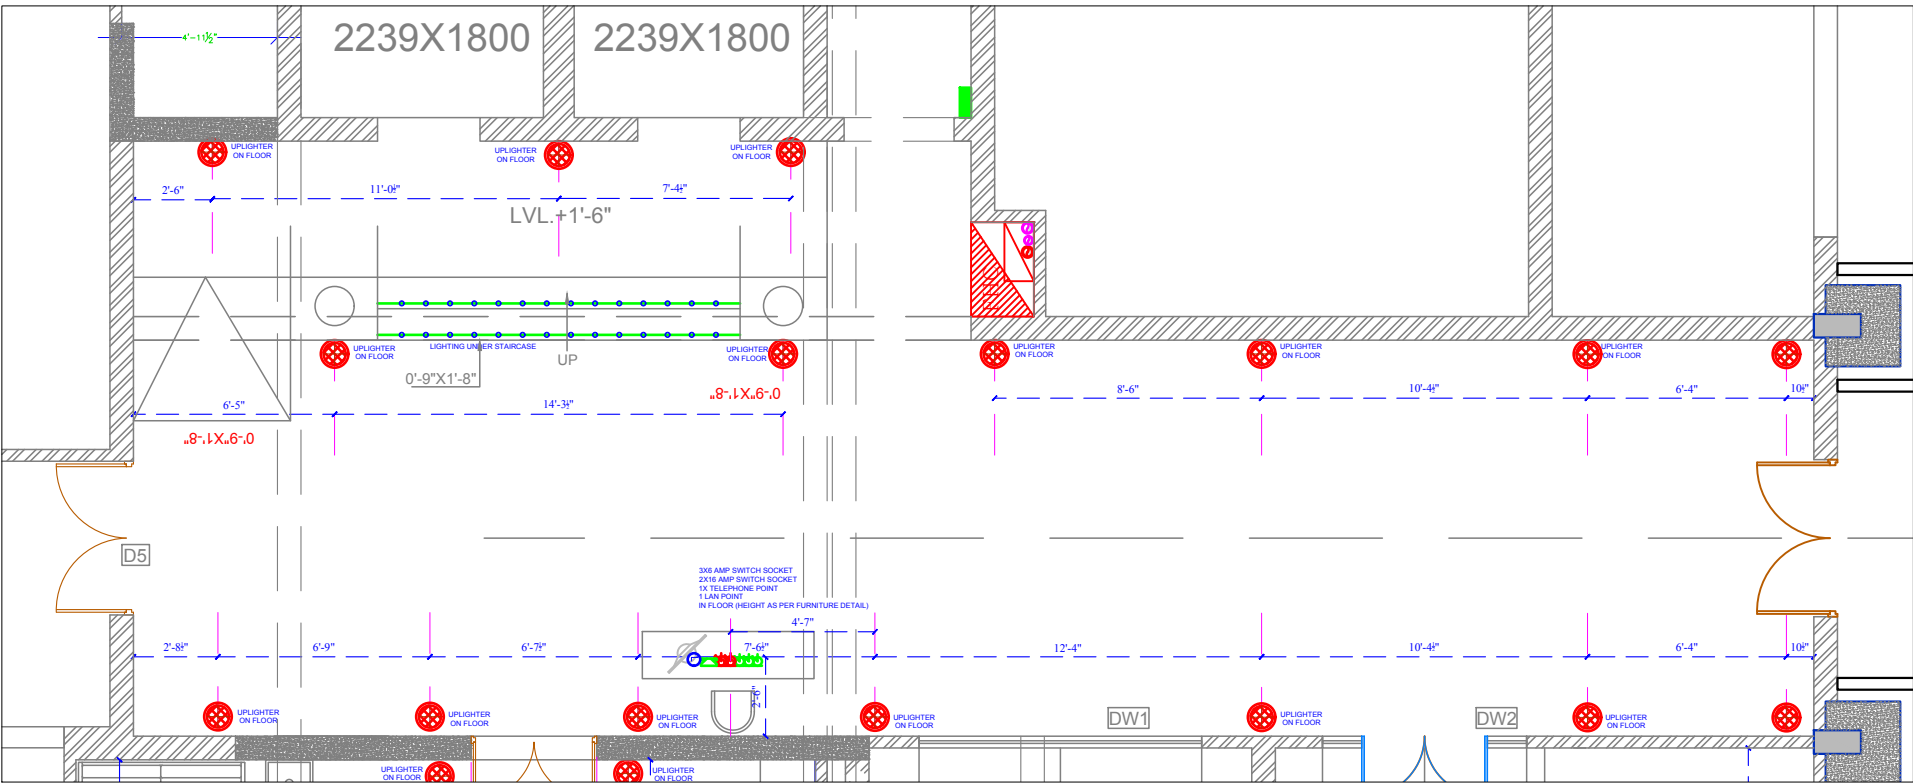 4'-11½"
2239X1800
2239X1800
UPLIGHTER
ON FLOOR
UPLIGHTER
ON FLOOR
UPLIGHTER
ON FLOOR
2'-6"
11'-0½"
7'-4½"
LVL.+1'-6"
UPLIGHTER
ON FLOOR
LIGHTING UNDER STAIRCASE
UPLIGHTER
ON FLOOR
UP
0'-9"X1'-8"
0'-9"X1'-8"
UPLIGHTER
ON FLOOR
UPLIGHTER
ON FLOOR
UPLIGHTER
ON FLOOR
8'-6"
10'-4½"
6'-4"
10½"
6'-5"
14'-3½"
0'-9"X1'-8"
D5
3X6 AMP SWITCH SOCKET
2X16 AMP SWITCH SOCKET
1X TELEPHONE POINT
1 LAN POINT
IN FLOOR (HEIGHT AS PER FURNITURE DETAIL)
4'-7"
2'-8½"
6'-9"
6'-7½"
7'-6½"
12'-4"
10'-4½"
6'-4"
10½"
2'-6"
UPLIGHTER
ON FLOOR
UPLIGHTER
ON FLOOR
UPLIGHTER
ON FLOOR
UPLIGHTER
ON FLOOR
DW1
UPLIGHTER
ON FLOOR
DW2
UPLIGHTER
ON FLOOR
UPLIGHTER
ON FLOOR
UPLIGHTER
ON FLOOR